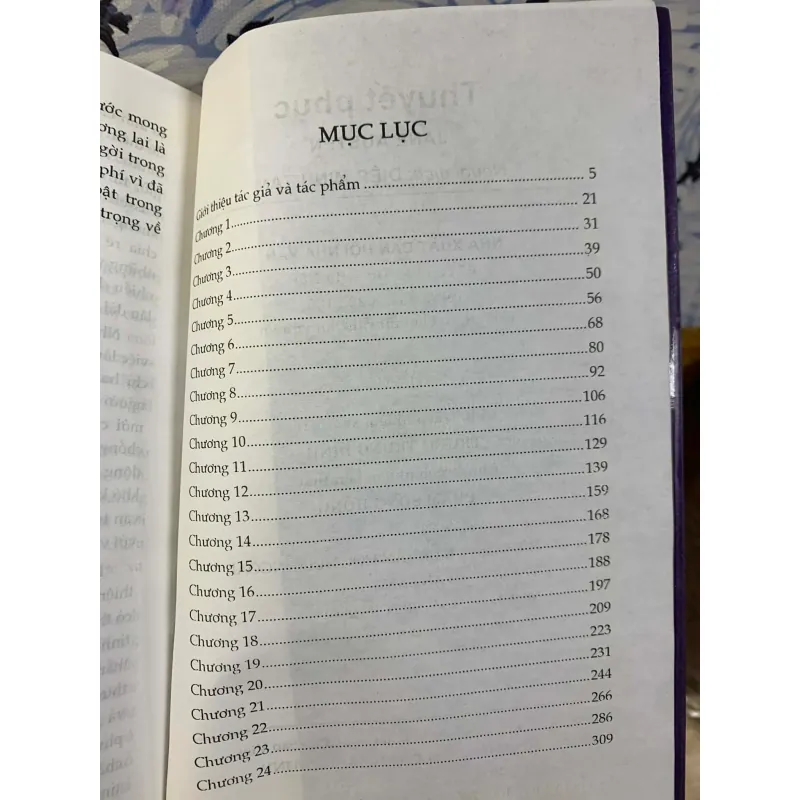 ước mong
ơng lai là
gời trong
phí vì đã
bật trong
trọng về
MỤC LỤC
Giới thiệu tác giả và tác phẩm ........ 5
Chương 1........ 21
Chương 2........ 31
Chương 3........ 39
Chương 4........ 50
Chương 5........ 56
Chương 6........ 68
Chương 7........ 80
Chương 8........ 92
Chương 9........ 106
Chương 10........ 116
Chương 11........ 129
Chương 12........ 139
Chương 13........ 159
Chương 14........ 168
Chương 15........ 178
Chương 16........ 188
Chương 17........ 197
Chương 18........ 209
Chương 19........ 223
Chương 20........ 231
Chương 21........ 244
Chương 22........ 266
Chương 23........ 286
Chương 24........ 309